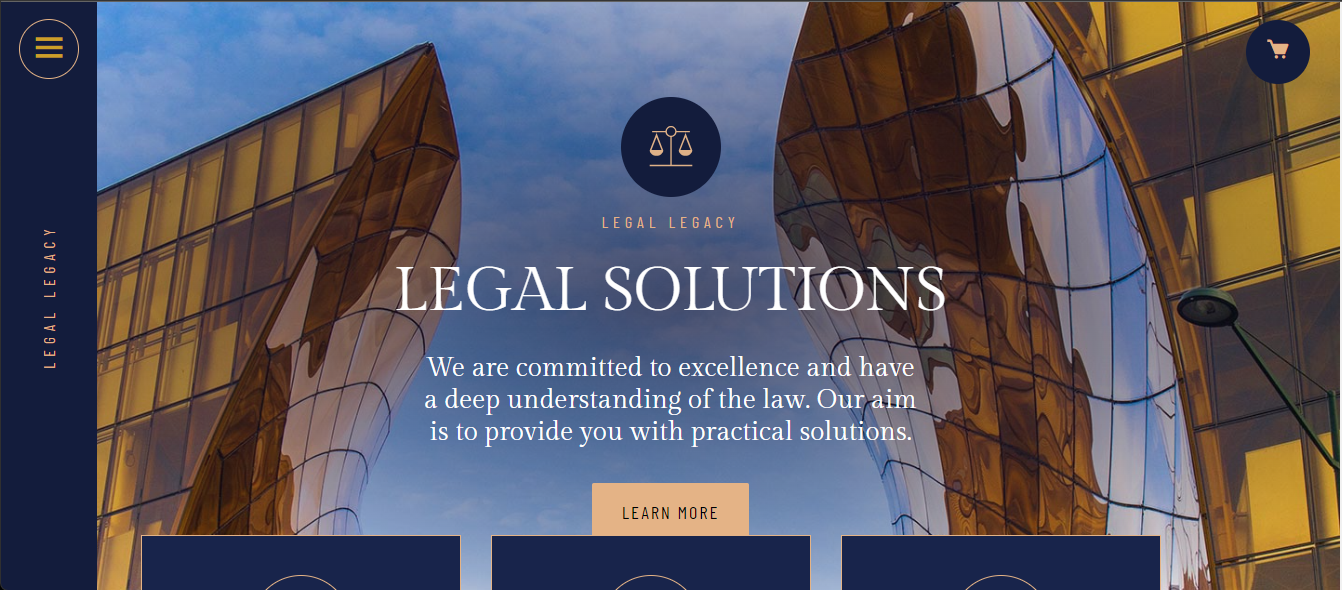 LEGAL LEGACY
LEGAL LEGACY
LEGAL SOLUTIONS
We are committed to excellence and have
a deep understanding of the law. Our aim
is to provide you with practical solutions.
LEARN MORE